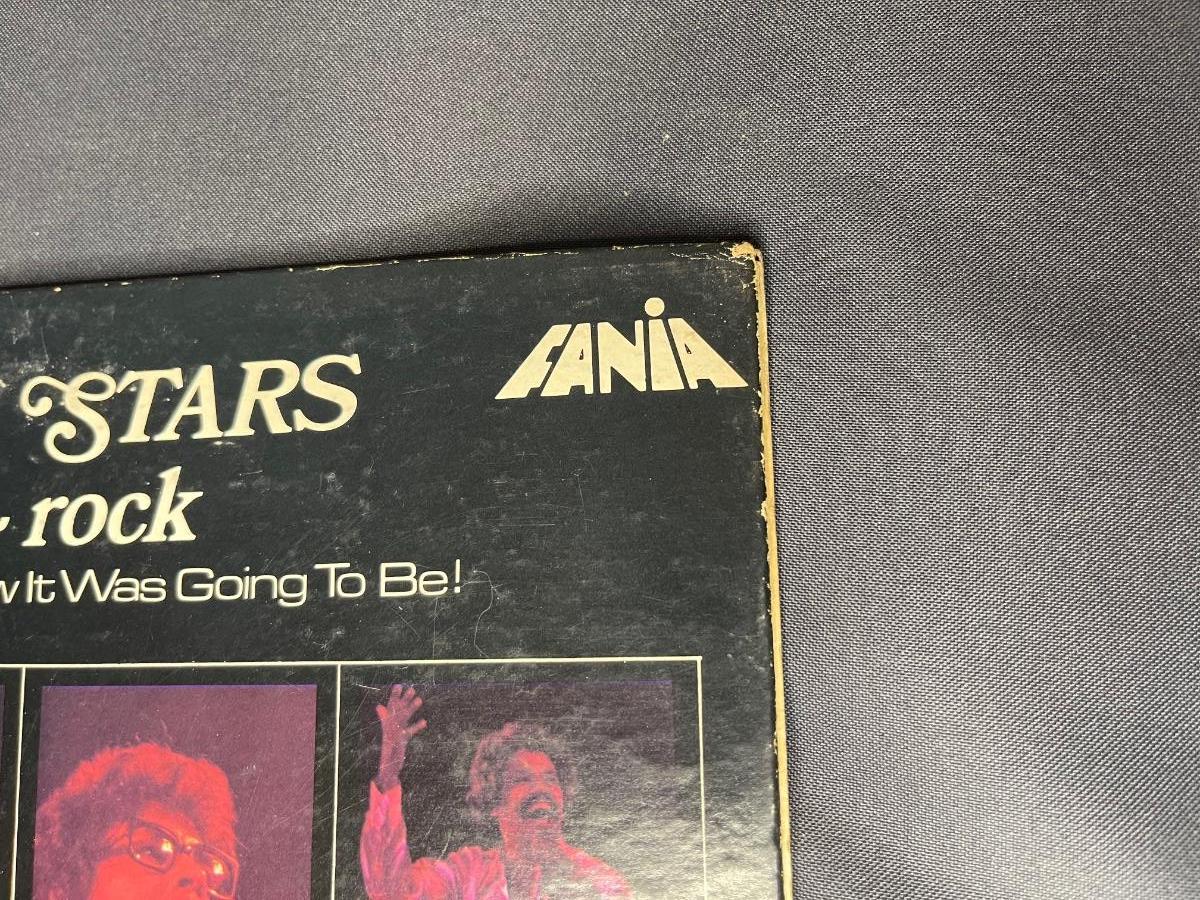 STARS
FANiA
rock
It Was Going To Be!